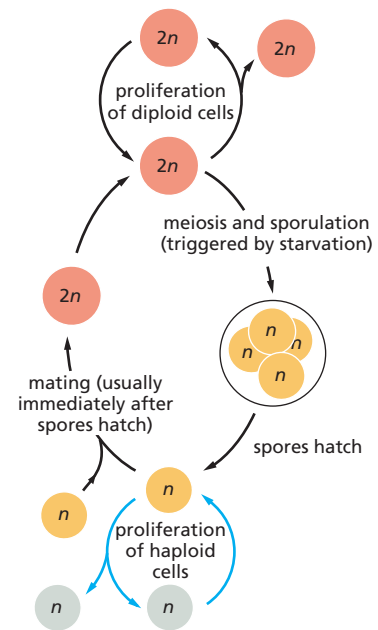 2n
2n
proliferation
of diploid cells
2n
meiosis and sporulation
(triggered by starvation)
2n
n
n
n
n
mating (usually
immediately after
spores hatch)
spores hatch
n
n
proliferation
of haploid
cells
n
n